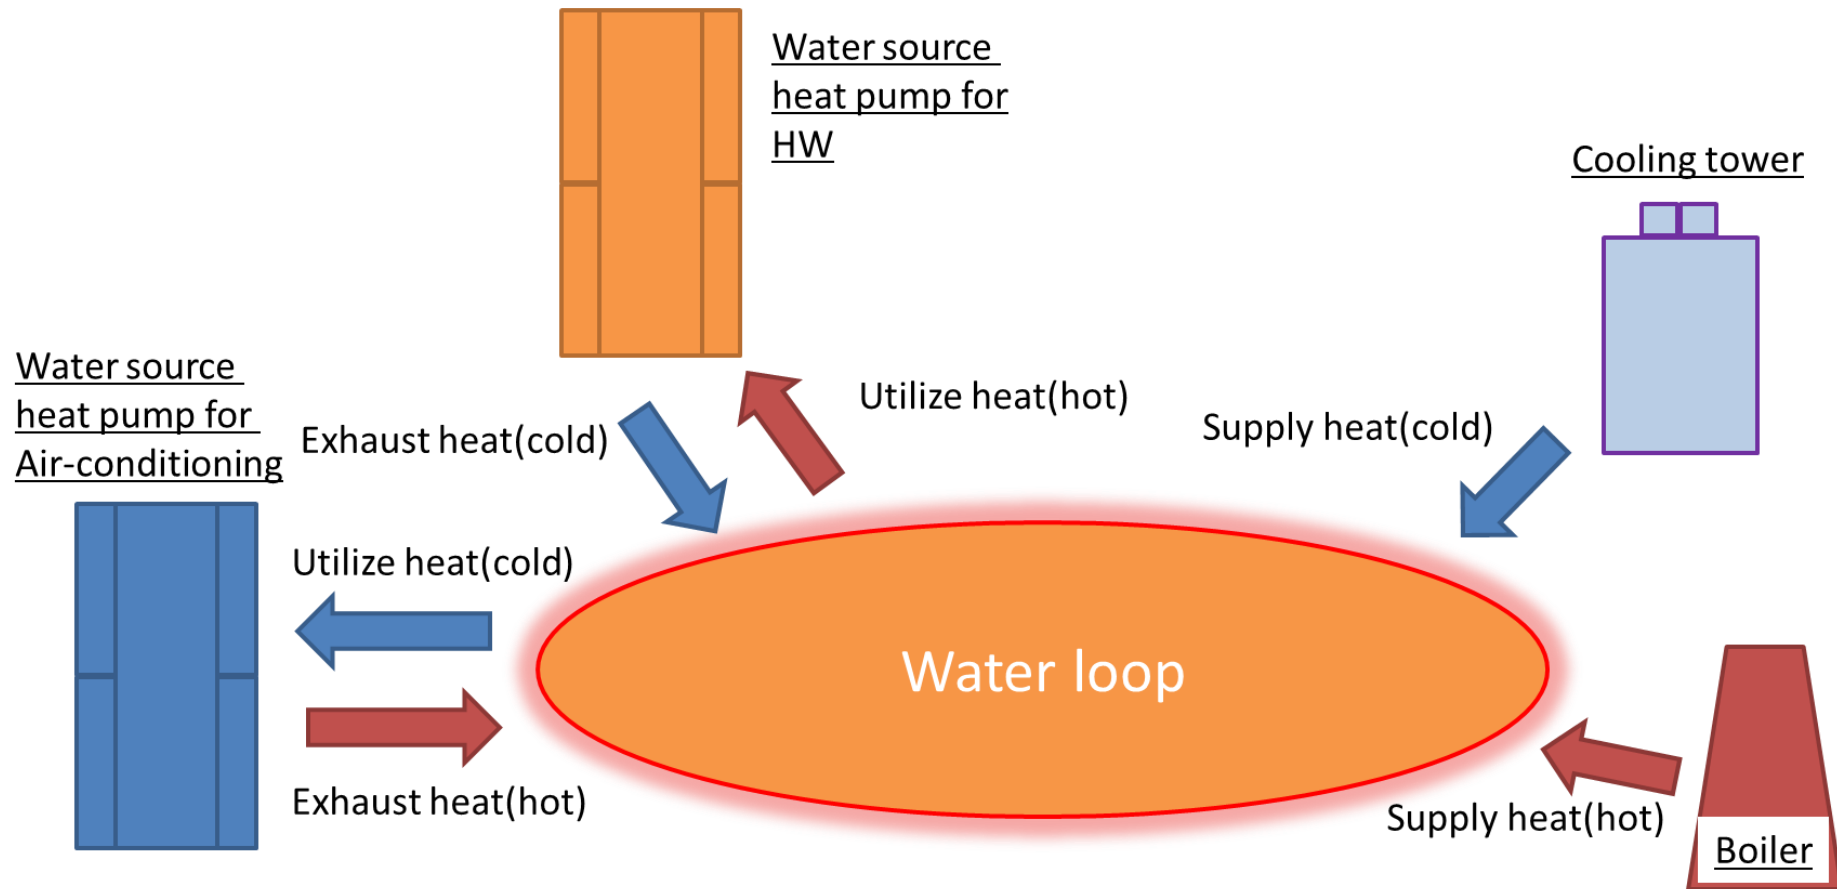 Water source
heat pump for
HW
Cooling tower
Water source
heat pump for
Air-conditioning
Exhaust heat(cold)
Utilize heat(hot)
Supply heat(cold)
Utilize heat(cold)
Water loop
Exhaust heat(hot)
Supply heat(hot)
Boiler